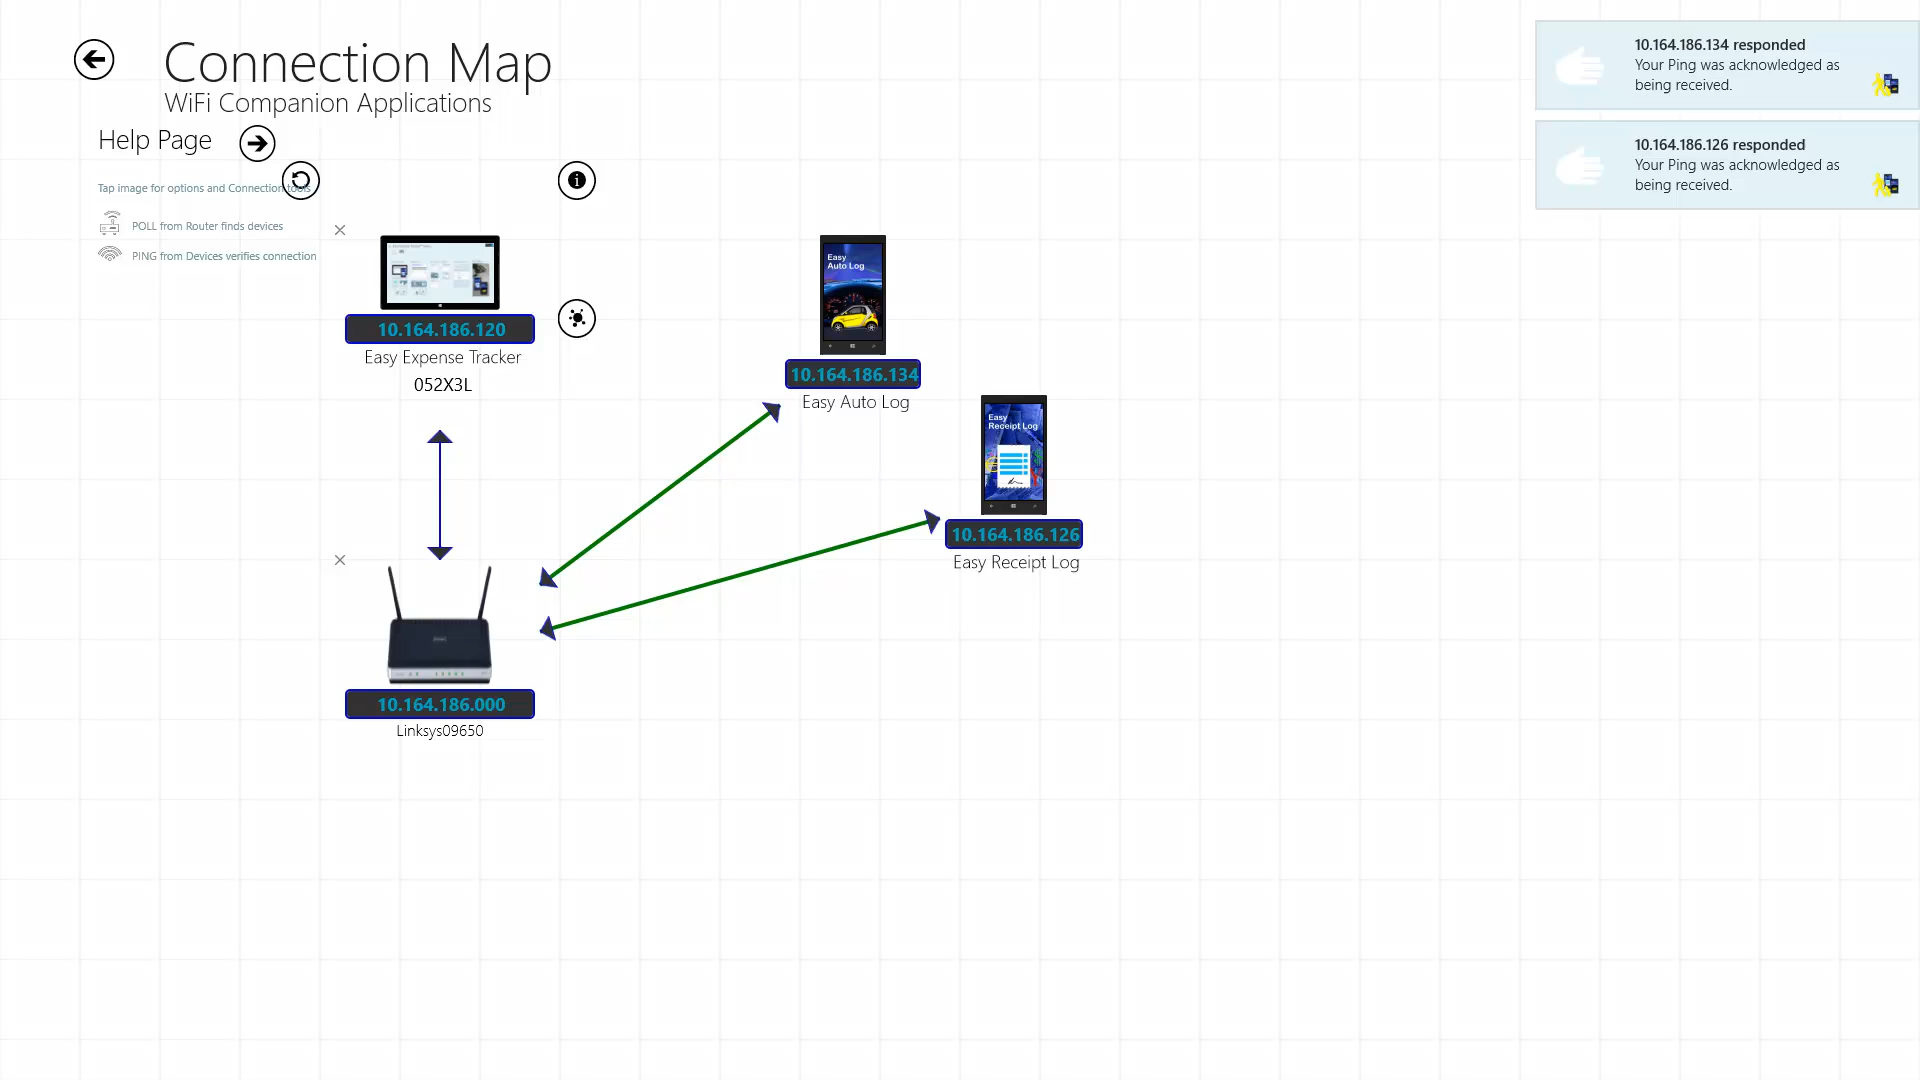 Connection Map
WiFi Companion Applications
Help Page
Tap image for options and Connection tools
POLL from Router finds devices
PING from Devices verifies connection
10.164.186.120
Easy Expense Tracker
052X3L
Easy
Auto Log
10.164.186.134
Easy Auto Log
Easy
Receipt Log
10.164.186.126
Easy Receipt Log
10.164.186.000
Linksys09650
10.164.186.134 responded
Your Ping was acknowledged as
being received.
10.164.186.126 responded
Your Ping was acknowledged as
being received.